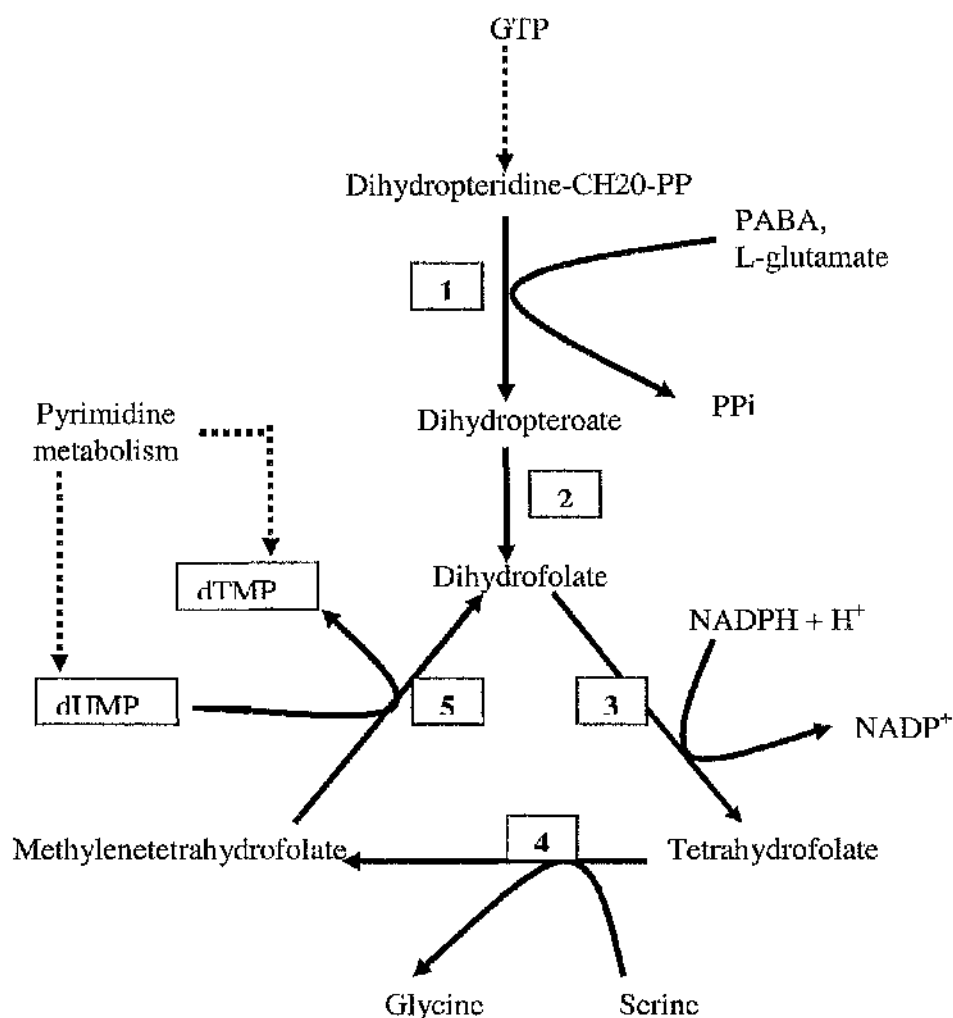 GTP
Dihydropteridine-CH20-PP
PABA,
L-glutamate
1
PPi
Dihydropteroate
Pyrimidine
metabolism
2
Dihydrofolate
dTMP
NADPH + H⁺
dUMP
5
3
NADP⁺
Methylenetetrahydrofolate
4
Tetrahydrofolate
Glycine
Serine